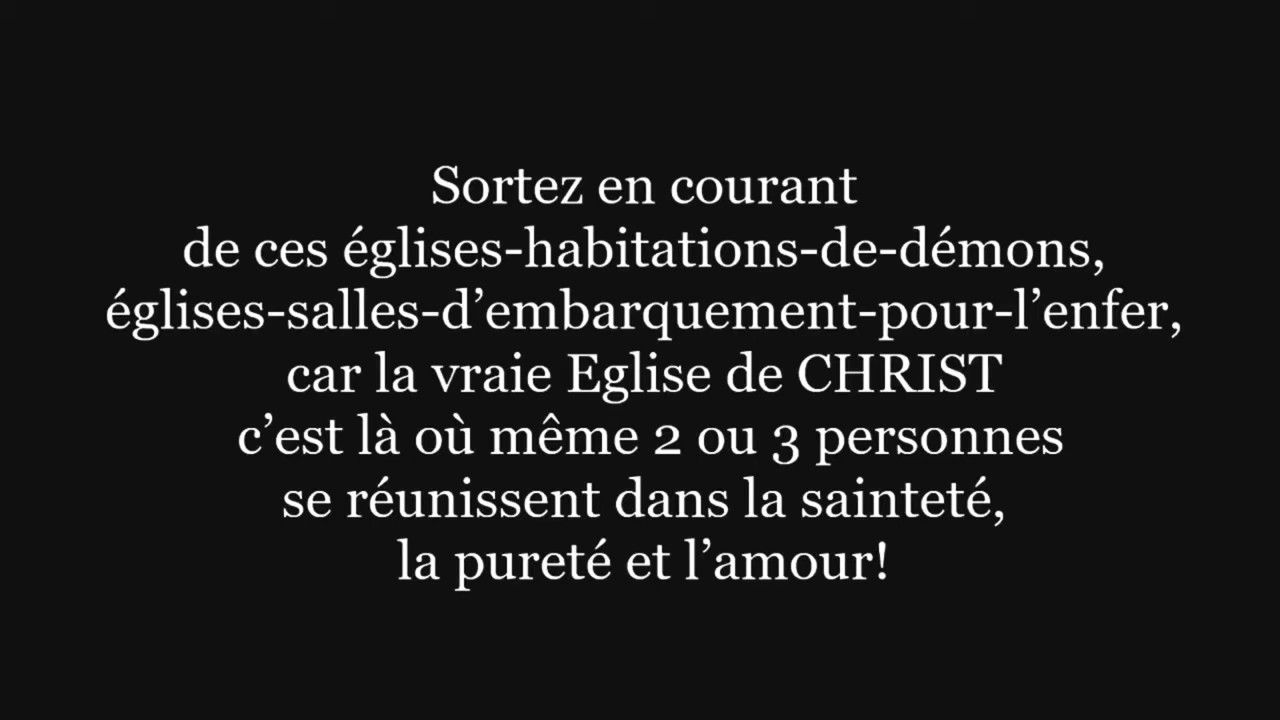 Sortez en courant
de ces églises-habitations-de-démons,
églises-salles-d’embarquement-pour-l’enfer,
car la vraie Eglise de CHRIST
c’est là où même 2 ou 3 personnes
se réunissent dans la sainteté,
la pureté et l’amour!